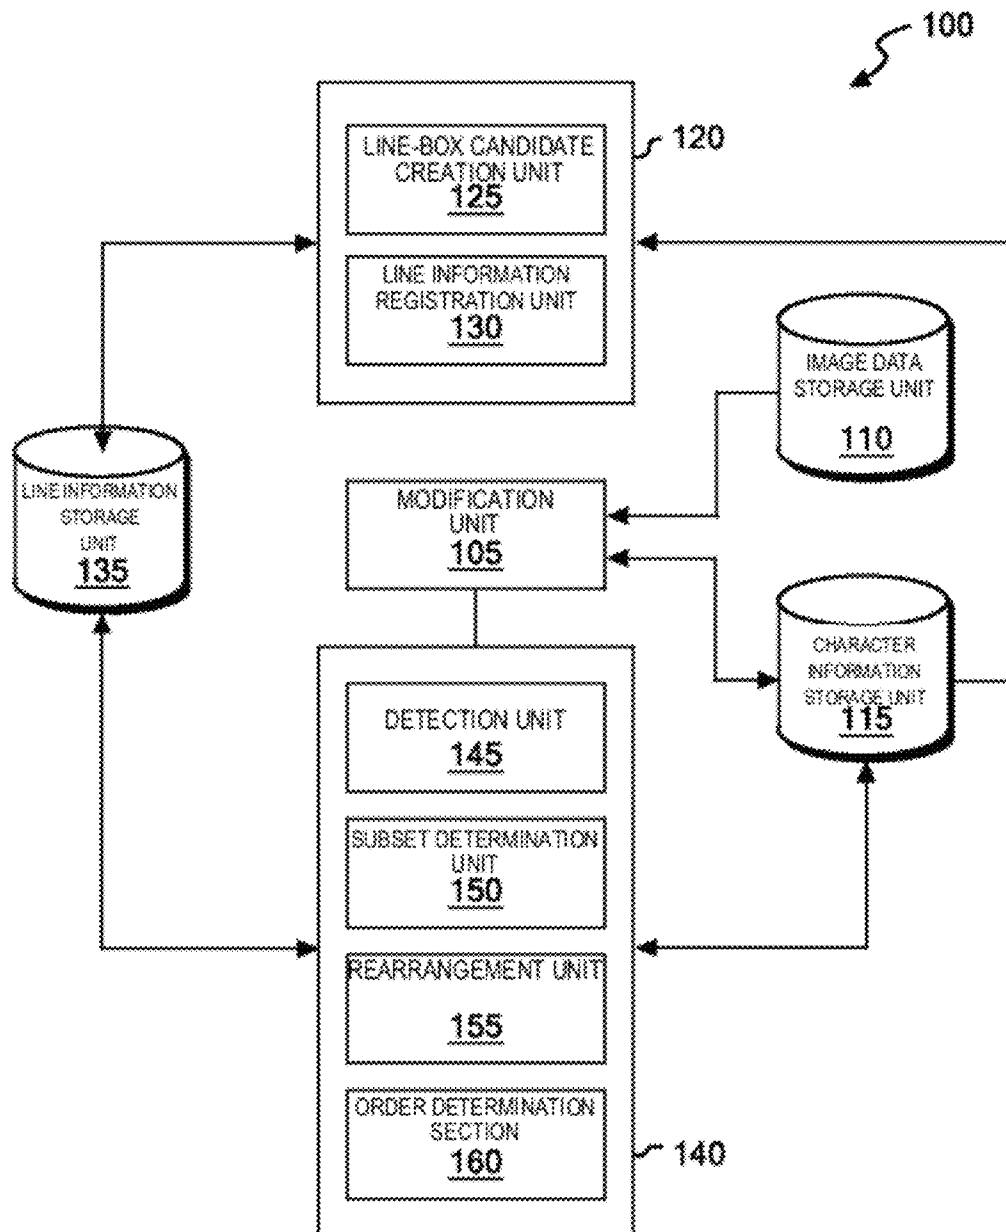 100
LINE-BOX CANDIDATE
CREATION UNIT
125
120
LINE INFORMATION
REGISTRATION UNIT
130
IMAGE DATA
STORAGE UNIT
110
LINE INFORMATION
STORAGE
UNIT
135
MODIFICATION
UNIT
105
CHARACTER
INFORMATION
STORAGE UNIT
115
DETECTION UNIT
145
SUBSET DETERMINATION
UNIT
150
REARRANGEMENT UNIT
155
ORDER DETERMINATION
SECTION
160
140